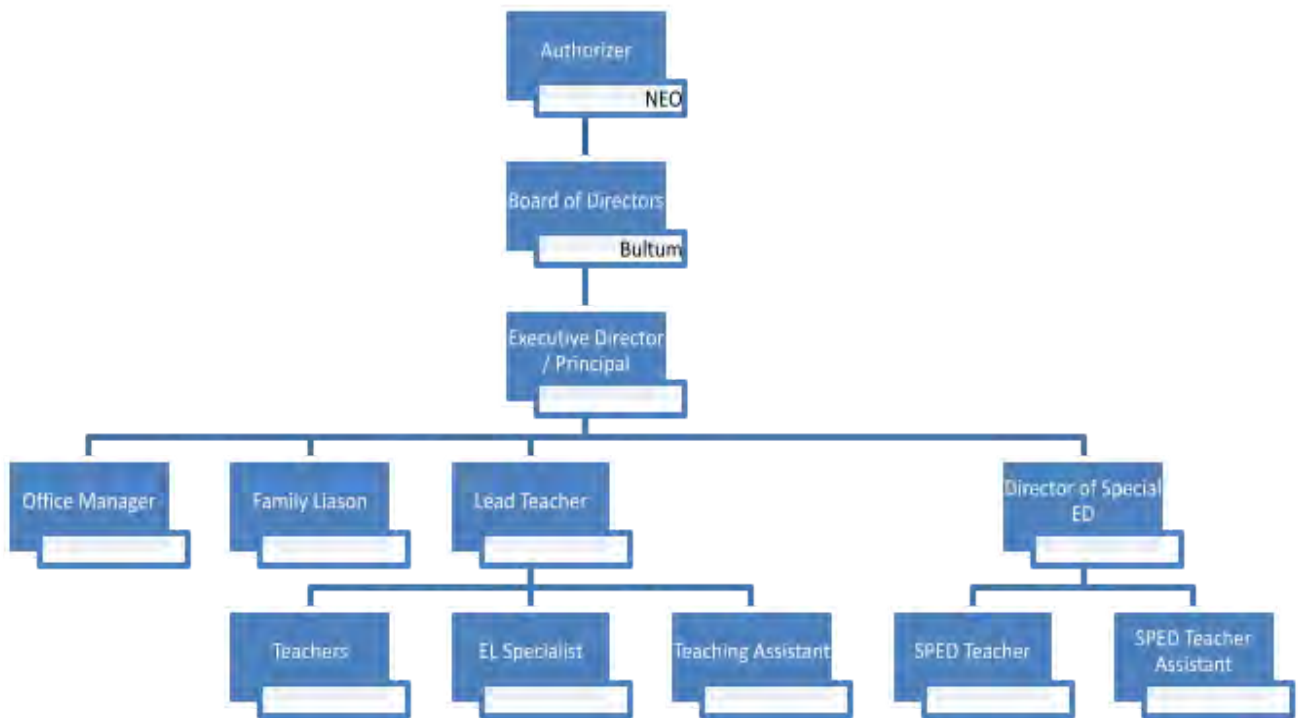 Authorizer
NEO
Board of Directors
Bultum
Executive Director
/ Principal
Office Manager
Family Liason
Lead Teacher
Director of Special
ED
Teachers
EL Specialist
Teaching Assistant
SPED Teacher
SPED Teacher
Assistant